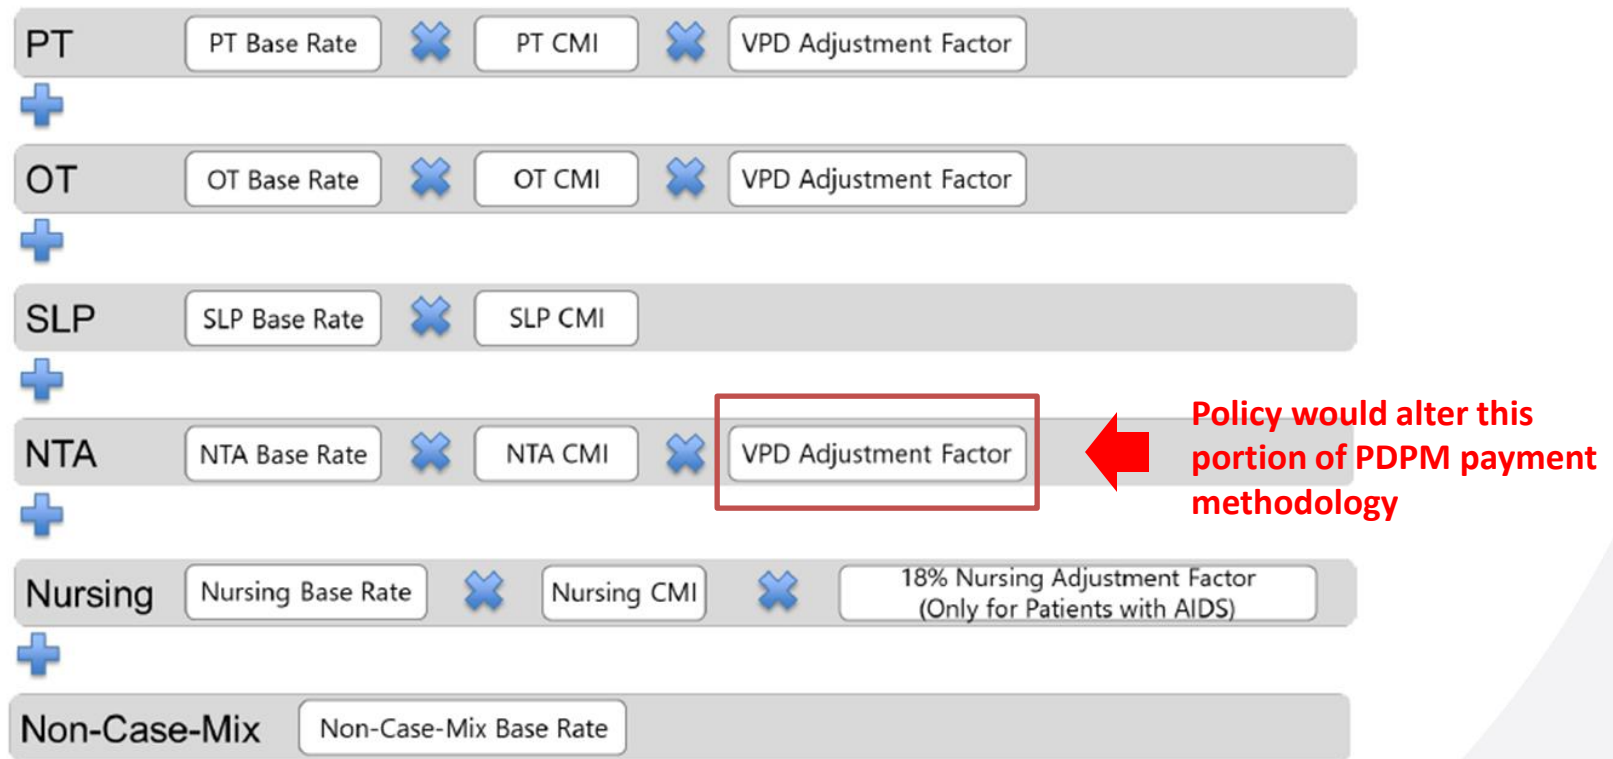 PT PT Base Rate PT CMI VPD Adjustment Factor
OT OT Base Rate OT CMI VPD Adjustment Factor
SLP SLP Base Rate SLP CMI
NTA NTA Base Rate NTA CMI VPD Adjustment Factor
Policy would alter this
portion of PDPM payment
methodology
Nursing Nursing Base Rate Nursing CMI 18% Nursing Adjustment Factor
(Only for Patients with AIDS)
Non-Case-Mix Non-Case-Mix Base Rate